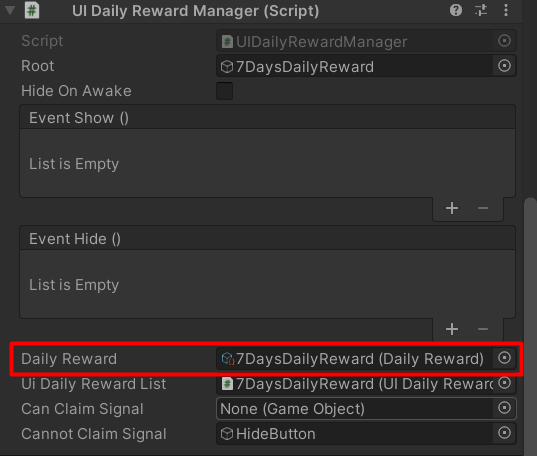 UI Daily Reward Manager (Script)
Script UIDailyRewardManager
Root 7DaysDailyReward
Hide On Awake
Event Show ()
List is Empty
+ −
Event Hide ()
List is Empty
+ −
Daily Reward 7DaysDailyReward (Daily Reward)
Ui Daily Reward List 7DaysDailyReward (UI Daily Rewar
Can Claim Signal None (Game Object)
Cannot Claim Signal HideButton